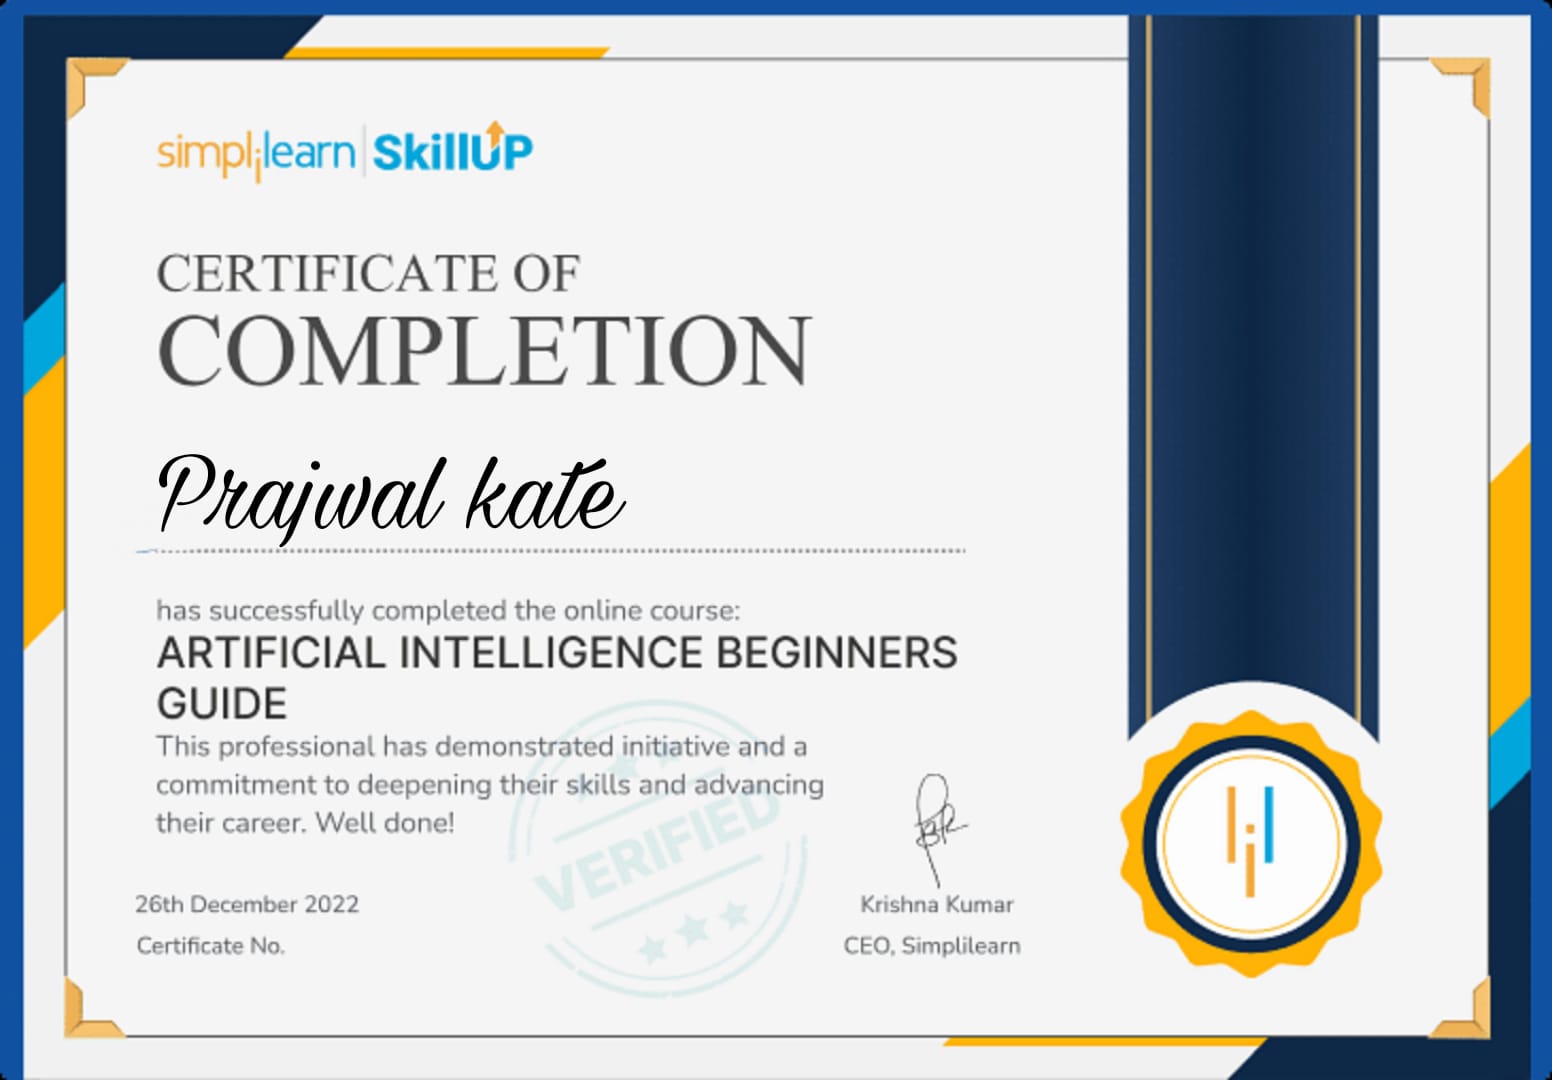 simplilearn | SkillUP
CERTIFICATE OF
COMPLETION
Prajwal kate
has successfully completed the online course:
ARTIFICIAL INTELLIGENCE BEGINNERS
GUIDE
This professional has demonstrated initiative and a
commitment to deepening their skills and advancing
their career. Well done!
VERIFIED
26th December 2022
Certificate No.
Krishna Kumar
CEO, Simplilearn